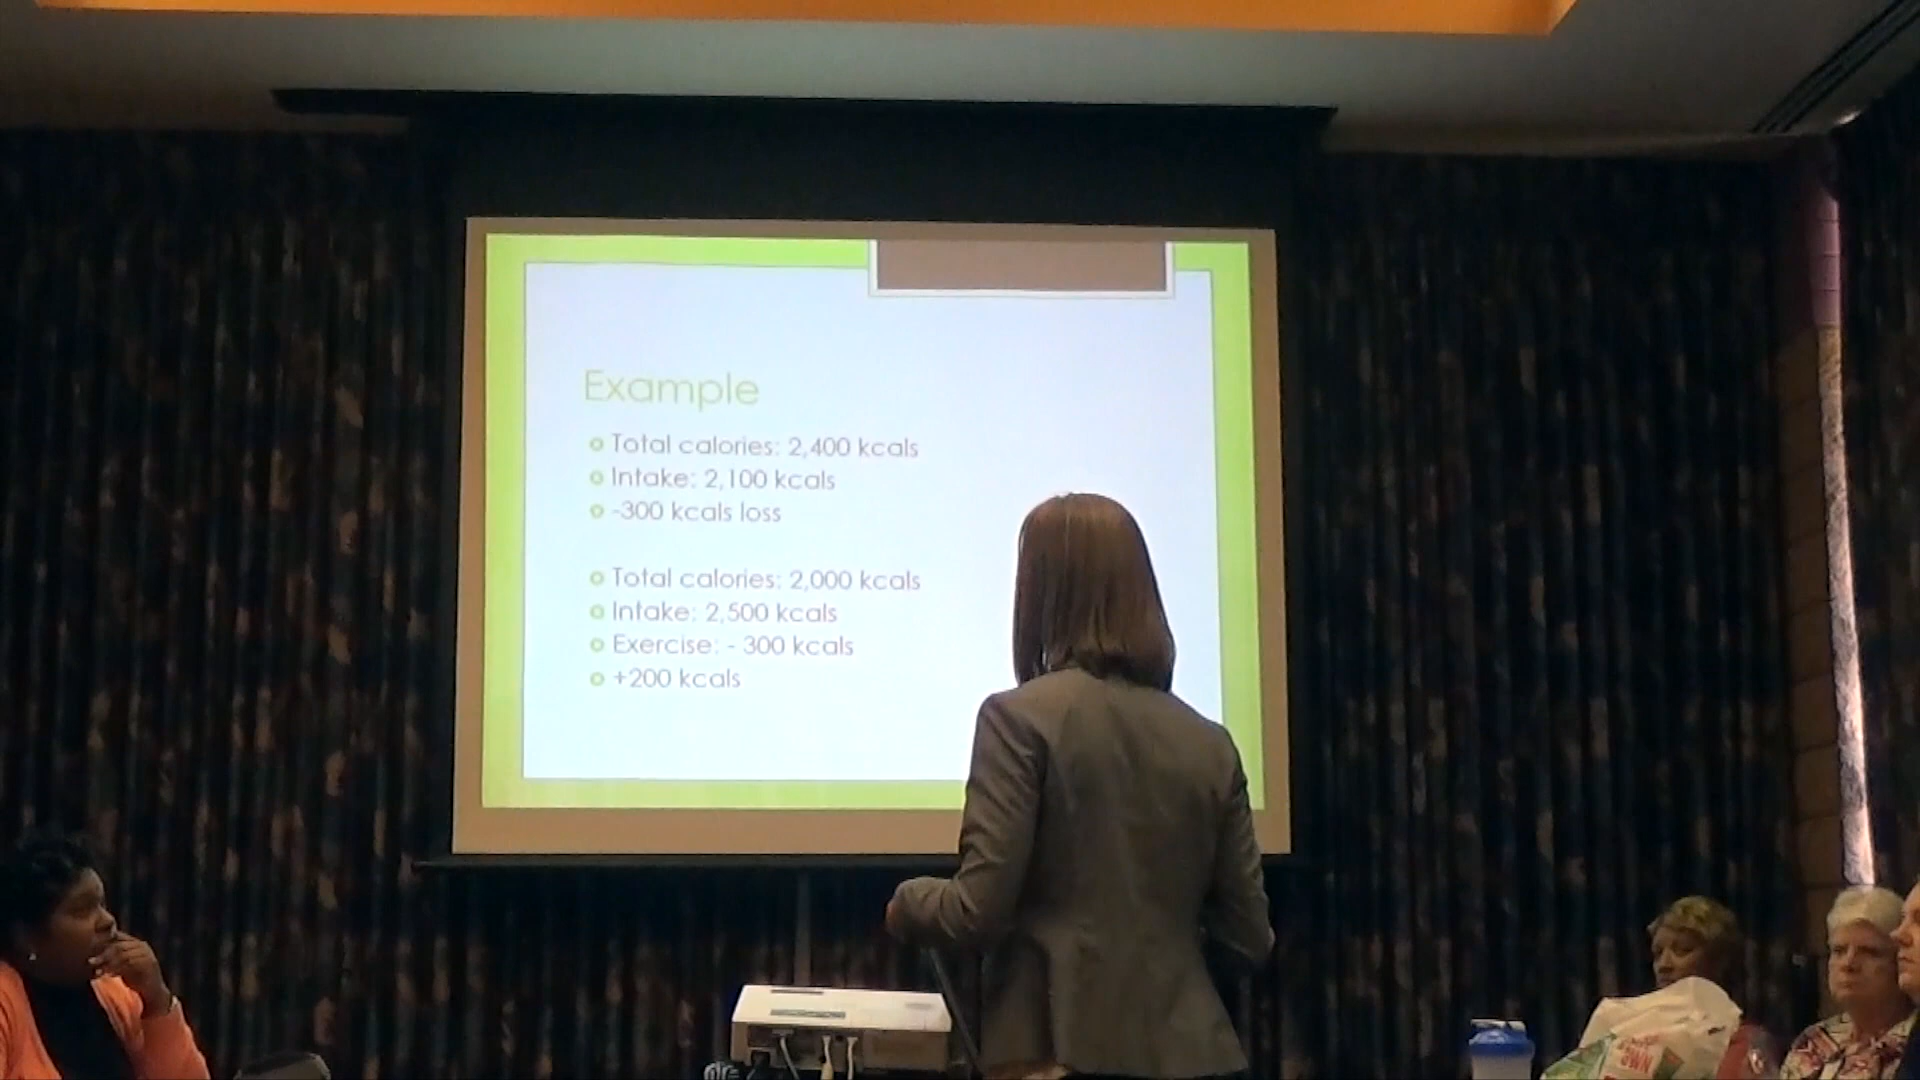 Example
Total calories: 2,400 kcals
Intake: 2,100 kcals
-300 kcals loss
Total calories: 2,000 kcals
Intake: 2,500 kcals
Exercise: - 300 kcals
+200 kcals
OWN